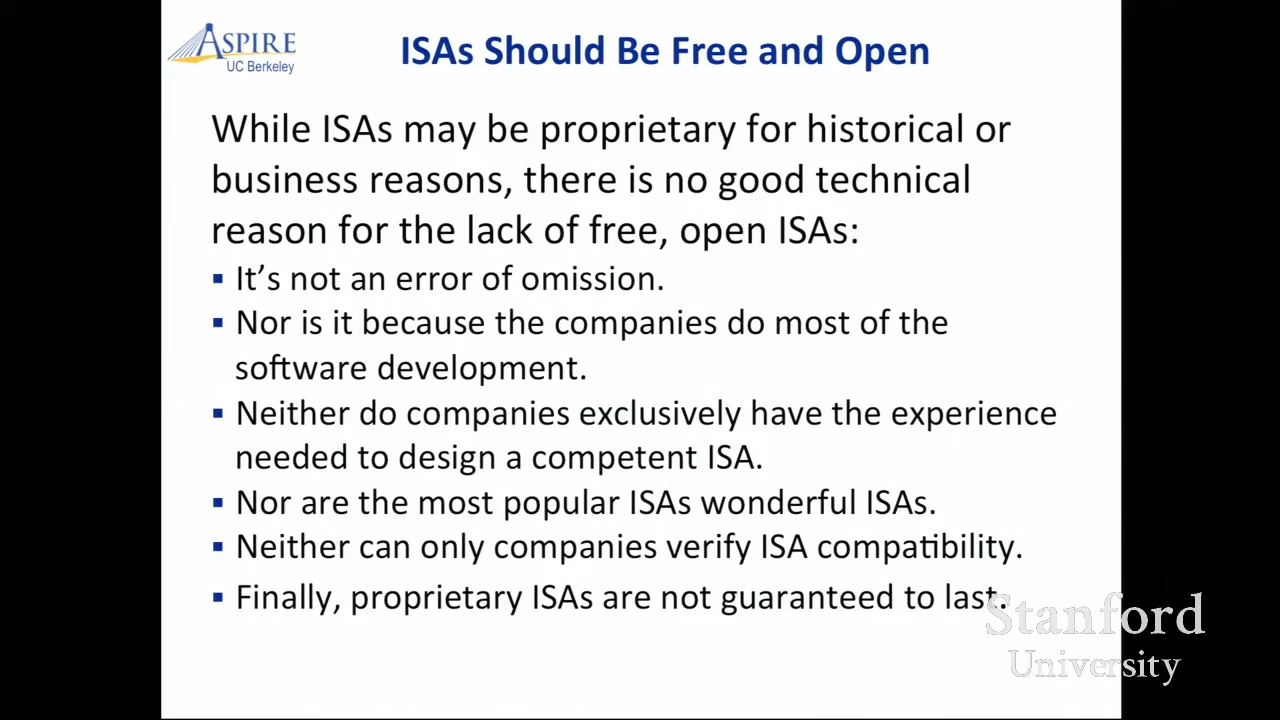 ASPIRE
UC Berkeley
ISAs Should Be Free and Open
While ISAs may be proprietary for historical or
business reasons, there is no good technical
reason for the lack of free, open ISAs:
▪ It’s not an error of omission.
▪ Nor is it because the companies do most of the
software development.
▪ Neither do companies exclusively have the experience
needed to design a competent ISA.
▪ Nor are the most popular ISAs wonderful ISAs.
▪ Neither can only companies verify ISA compatibility.
▪ Finally, proprietary ISAs are not guaranteed to last.
Stanford
University